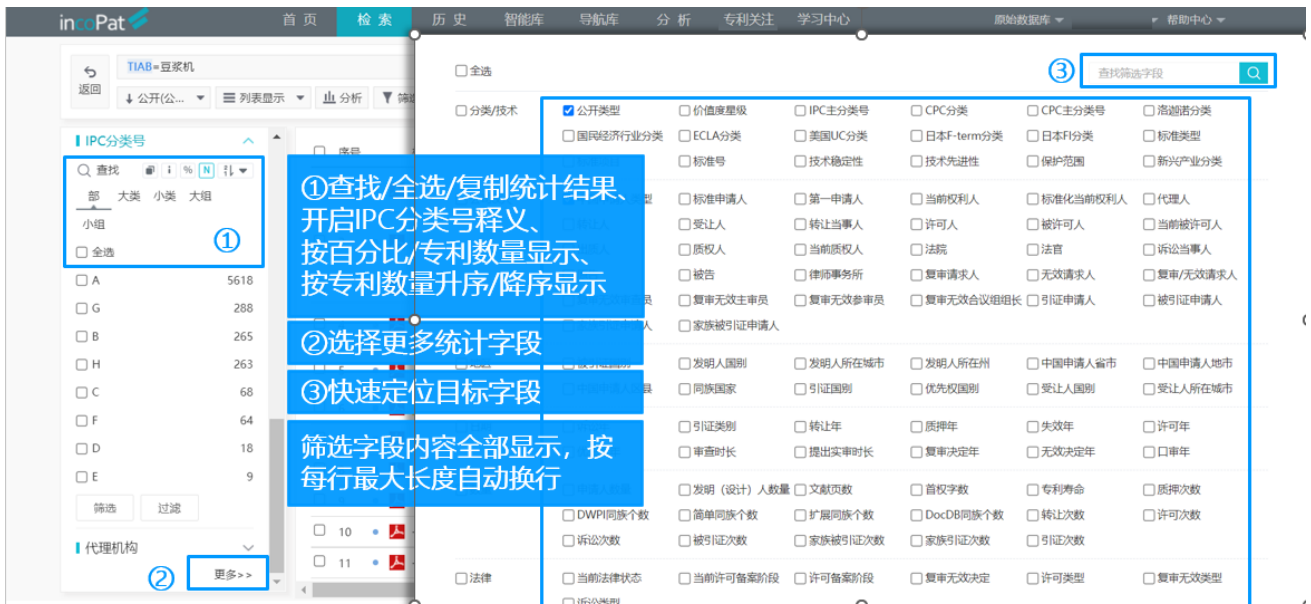 incoPat
首 页
检 索
历 史
智能库
导航库
分 析
专利关注
学习中心
原始数据库
帮助中心
返回
TIAB=豆浆机
公开(公...
列表显示
分析
IPC分类号
查找
部 大类 小类 大组
小组
全选
①
A 5618
G 288
B 265
H 263
C 68
F 64
D 18
E 9
筛选 过滤
代理机构
② 更多>>
序号
10
11
①查找/全选/复制统计结果、
开启IPC分类号释义、
按百分比/专利数量显示、
按专利数量升序/降序显示
②选择更多统计字段
③快速定位目标字段
筛选字段内容全部显示，按
每行最大长度自动换行
全选
③ 查找筛选字段
分类/技术 公开类型 价值度星级 IPC主分类号 CPC分类 CPC主分类号 洛迦诺分类
国民经济行业分类 ECLA分类 美国UC分类 日本F-term分类 日本FI分类 标准类型
标准号 技术稳定性 技术先进性 保护范围 新兴产业分类
标准申请人 第一申请人 当前权利人 标准化当前权利人 代理人
受让人 转让当事人 许可人 被许可人 当前被许可人
质权人 当前质权人 法院 法官 诉讼当事人
被告 律师事务所 复审请求人 无效请求人 复审/无效请求人
复审无效主审员 复审无效参审员 复审无效合议组组长 引证申请人 被引证申请人
家族被引证申请人
发明人国别 发明人所在城市 发明人所在州 中国申请人省市 中国申请人地市
同族国家 引证国别 优先权国别 受让人国别 受让人所在城市
引证类别 转让年 质押年 失效年 许可年
审查时长 提出实审时长 复审决定年 无效决定年 口审年
发明（设计）人数量 文献页数 首权字数 专利寿命 质押次数
DWPI同族个数 简单同族个数 扩展同族个数 DocDB同族个数 转让次数 许可次数
诉讼次数 被引证次数 家族被引证次数 家族引证次数 引证次数
法律 当前法律状态 当前许可备案阶段 许可备案阶段 复审无效决定 许可类型 复审无效类型
诉讼类型